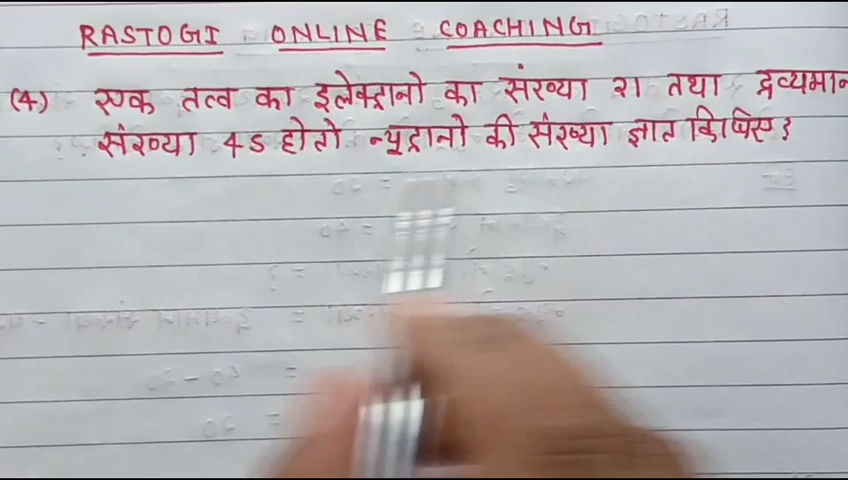 RASTOGI ONLINE COACHING
(4) एक तत्व का इलेक्ट्रानो का संख्या 21 तथा द्रव्यमान
संख्या 45 हो तो न्यूट्रानो की संख्या ज्ञात किजिए?